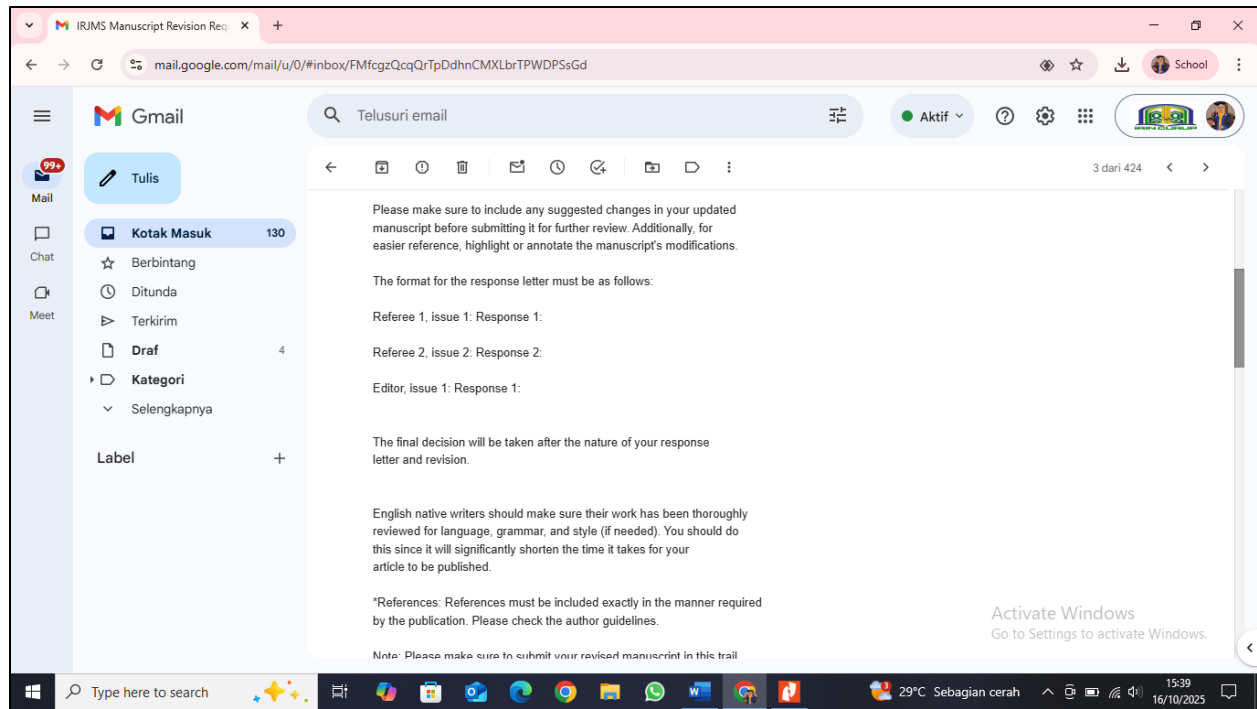 IRJMS Manuscript Revision Req
mail.google.com/mail/u/0/#inbox/FMfcgzQcqQrTpDdhnCMXLbrTPWDPSsGd
School
Gmail
Telusuri email
Aktif
IAIN CURUP
99+
Mail
Chat
Meet
Tulis
Kotak Masuk 130
Berbintang
Ditunda
Terkirim
Draf 4
Kategori
Selengkapnya
Label
3 dari 424
Please make sure to include any suggested changes in your updated
manuscript before submitting it for further review. Additionally, for
easier reference, highlight or annotate the manuscript's modifications.
The format for the response letter must be as follows:
Referee 1, issue 1: Response 1:
Referee 2, issue 2: Response 2:
Editor, issue 1: Response 1:
The final decision will be taken after the nature of your response
letter and revision.
English native writers should make sure their work has been thoroughly
reviewed for language, grammar, and style (if needed). You should do
this since it will significantly shorten the time it takes for your
article to be published.
*References: References must be included exactly in the manner required
by the publication. Please check the author guidelines.
Note: Please make sure to submit your revised manuscript in this trail
Activate Windows
Go to Settings to activate Windows.
Type here to search
29°C Sebagian cerah
15:39
16/10/2025